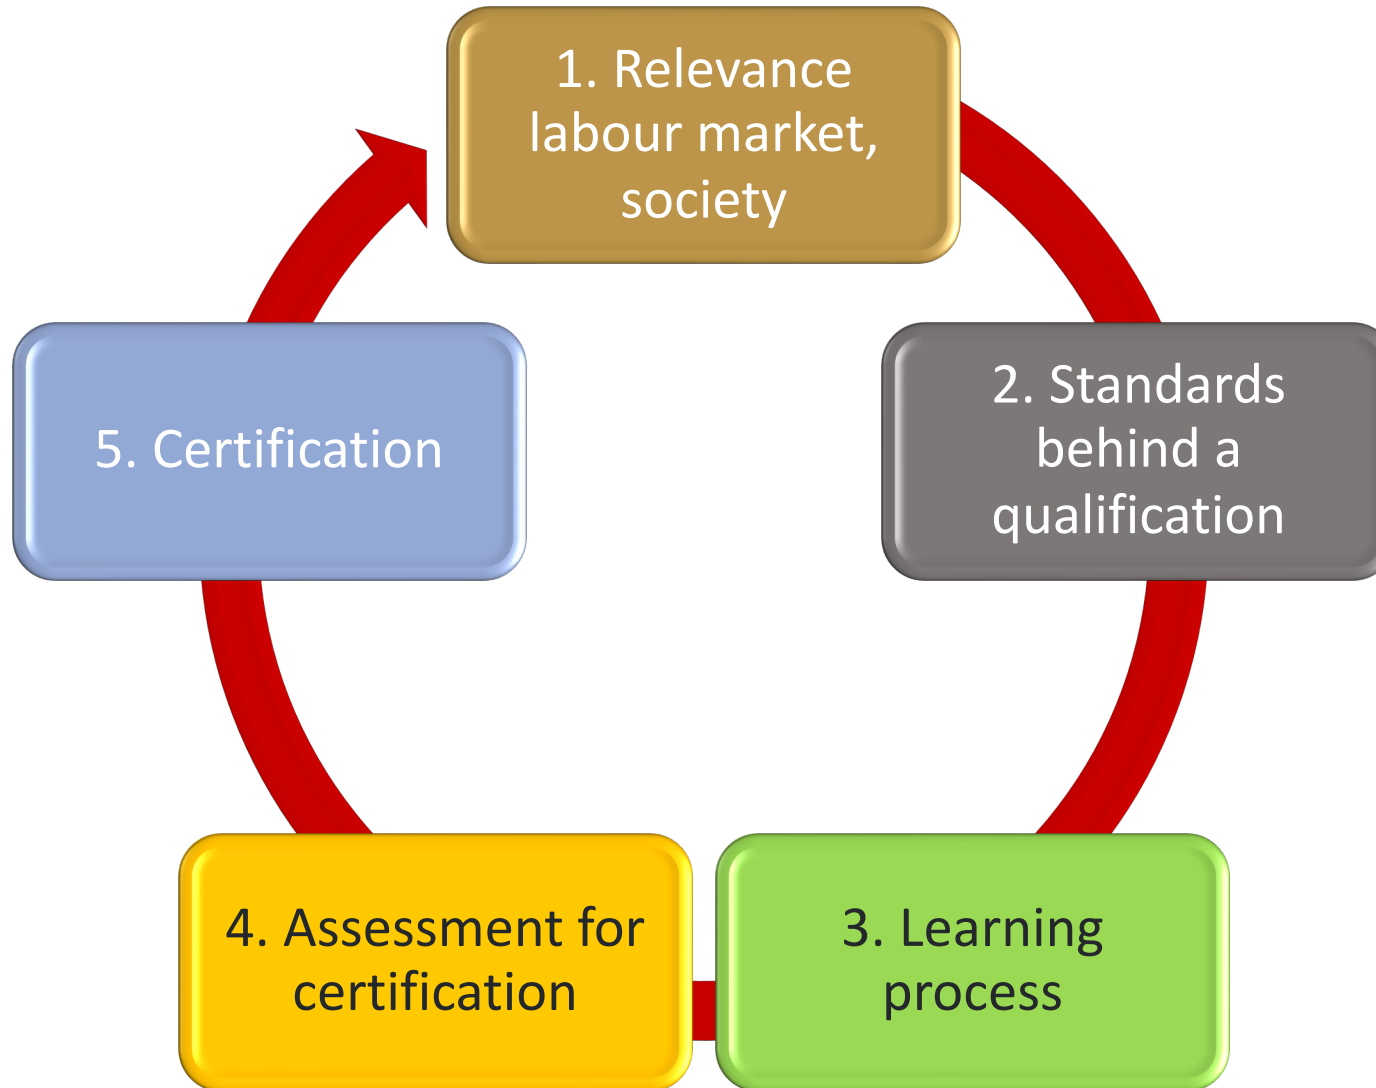 1. Relevance
labour market,
society
2. Standards
behind a
qualification
3. Learning
process
4. Assessment for
certification
5. Certification